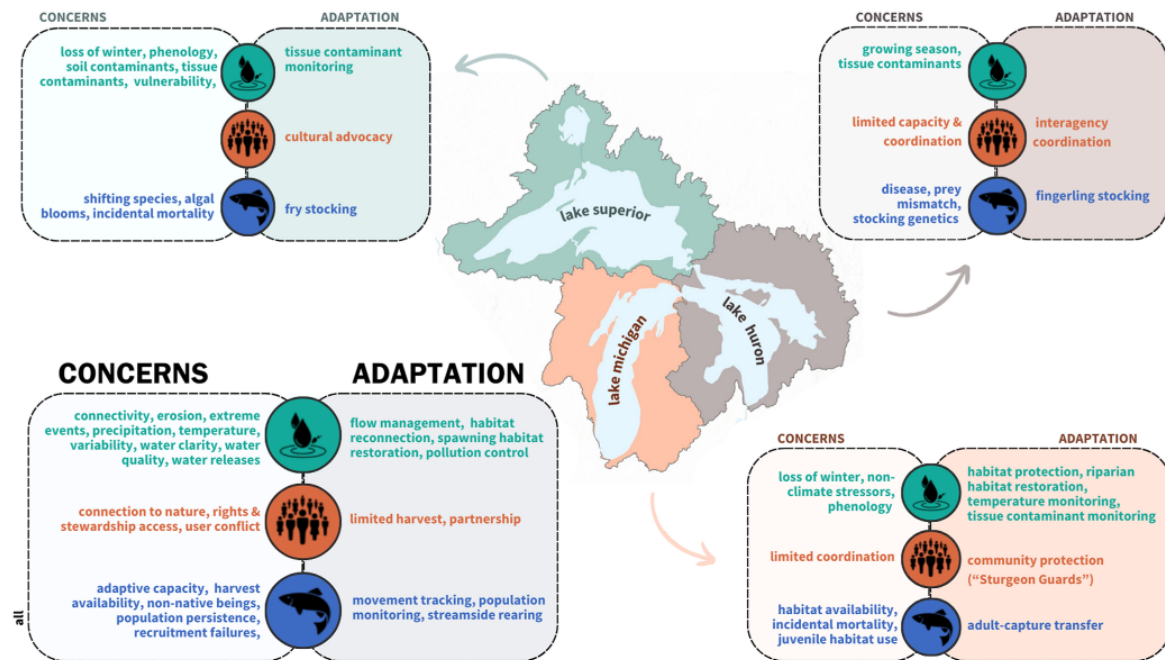 CONCERNS
ADAPTATION
loss of winter, phenology,
soil contaminants, tissue
contaminants, vulnerability,
tissue contaminant
monitoring
cultural advocacy
shifting species, algal
blooms, incidental mortality
fry stocking
CONCERNS
ADAPTATION
growing season,
tissue contaminants
limited capacity &
coordination
interagency
coordination
disease, prey
mismatch,
stocking genetics
fingerling stocking
lake superior
lake michigan
lake huron
CONCERNS
ADAPTATION
connectivity, erosion, extreme
events, precipitation, temperature,
variability, water clarity, water
quality, water releases
flow management, habitat
reconnection, spawning habitat
restoration, pollution control
connection to nature, rights &
stewardship access, user conflict
limited harvest, partnership
adaptive capacity, harvest
availability, non-native beings,
population persistence,
recruitment failures,
movement tracking, population
monitoring, streamside rearing
all
CONCERNS
ADAPTATION
loss of winter, non-
climate stressors,
phenology
habitat protection, riparian
habitat restoration,
temperature monitoring,
tissue contaminant monitoring
limited coordination
community protection
(“Sturgeon Guards”)
habitat availability,
incidental mortality,
juvenile habitat use
adult-capture transfer